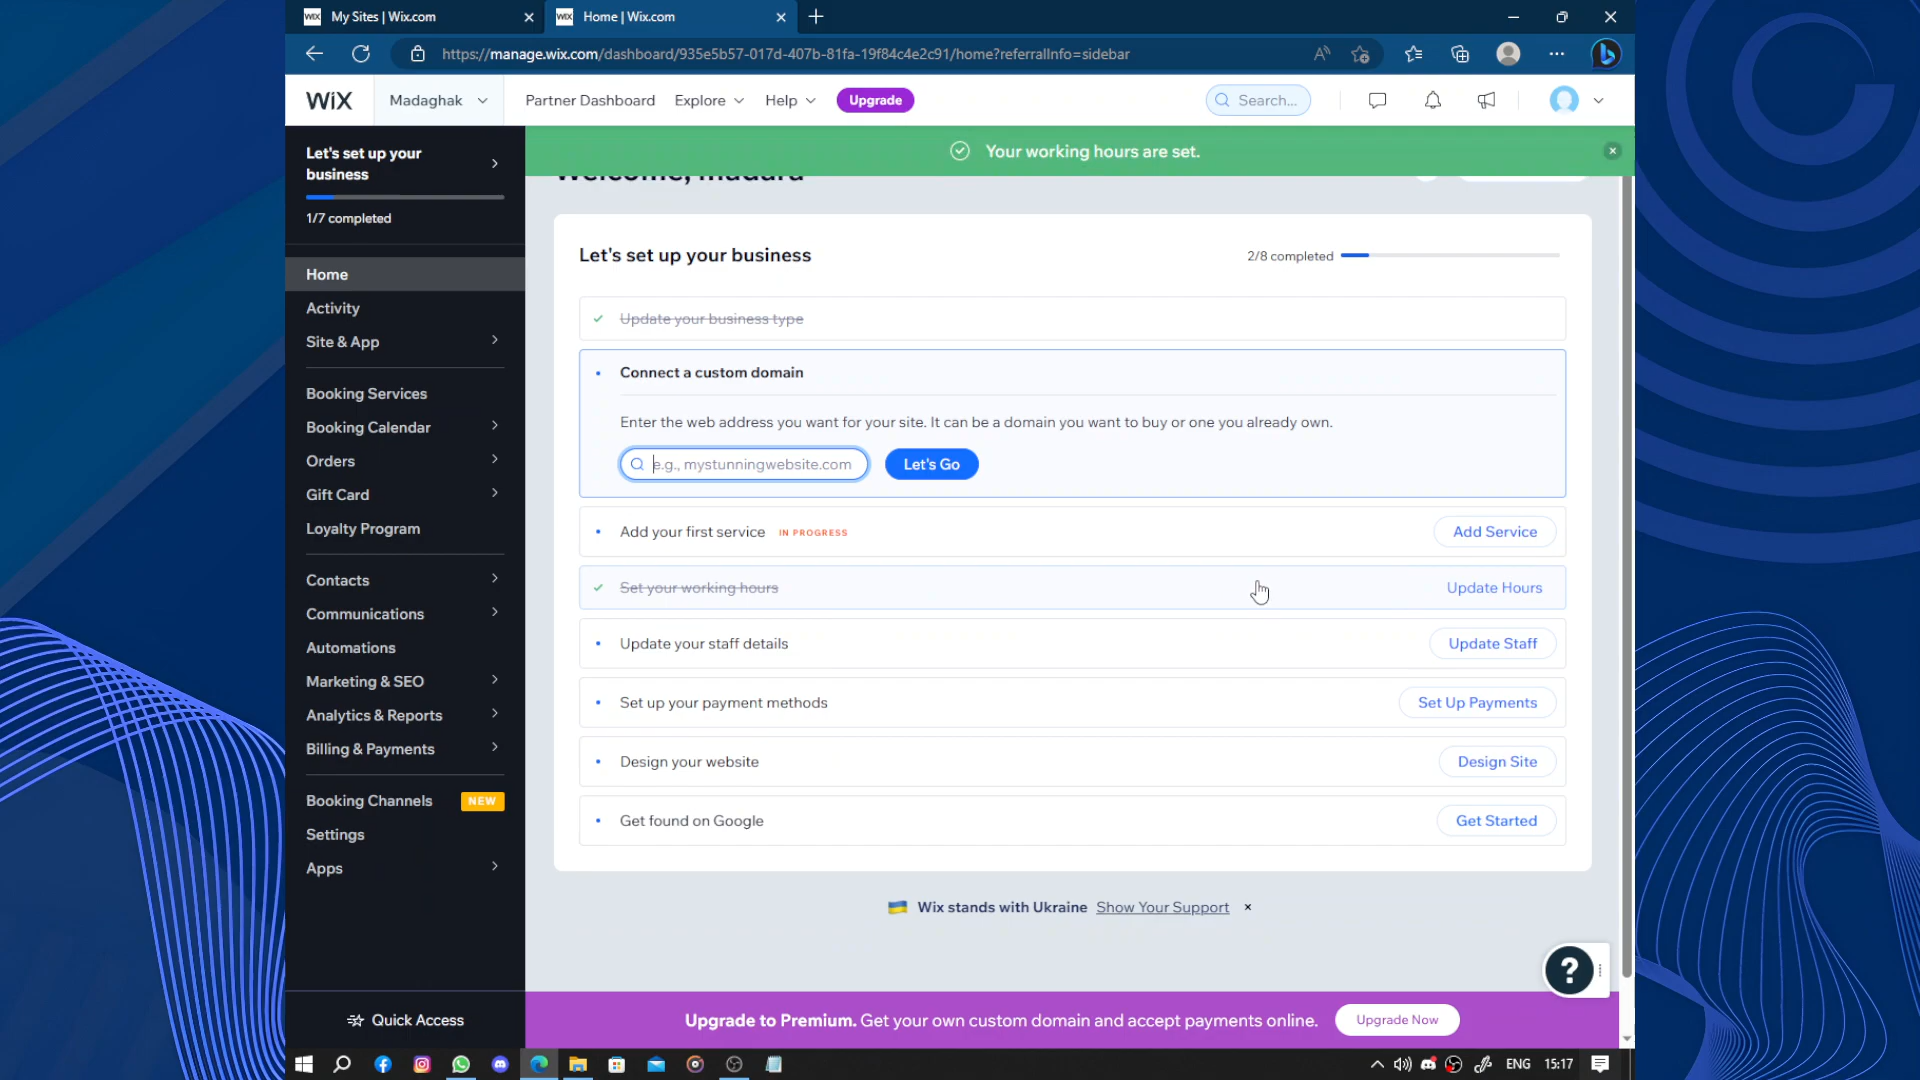 WiX My Sites | Wix.com
WiX Home | Wix.com
https://manage.wix.com/dashboard/935e5b57-017d-407b-81fa-19f84c4e2c91/home?referralInfo=sidebar
WiX
Madaghak
Partner Dashboard
Explore
Help
Upgrade
Search...
Let's set up your
business
1/7 completed
Home
Activity
Site & App
Booking Services
Booking Calendar
Orders
Gift Card
Loyalty Program
Contacts
Communications
Automations
Marketing & SEO
Analytics & Reports
Billing & Payments
Booking Channels NEW
Settings
Apps
Quick Access
Your working hours are set.
Welcome, madara
Let's set up your business
2/8 completed
Update your business type
Connect a custom domain
Enter the web address you want for your site. It can be a domain you want to buy or one you already own.
e.g., mystunningwebsite.com
Let's Go
Add your first service IN PROGRESS
Add Service
Set your working hours
Update Hours
Update your staff details
Update Staff
Set up your payment methods
Set Up Payments
Design your website
Design Site
Get found on Google
Get Started
Wix stands with Ukraine Show Your Support
?
Upgrade to Premium. Get your own custom domain and accept payments online.
Upgrade Now
ENG
15:17